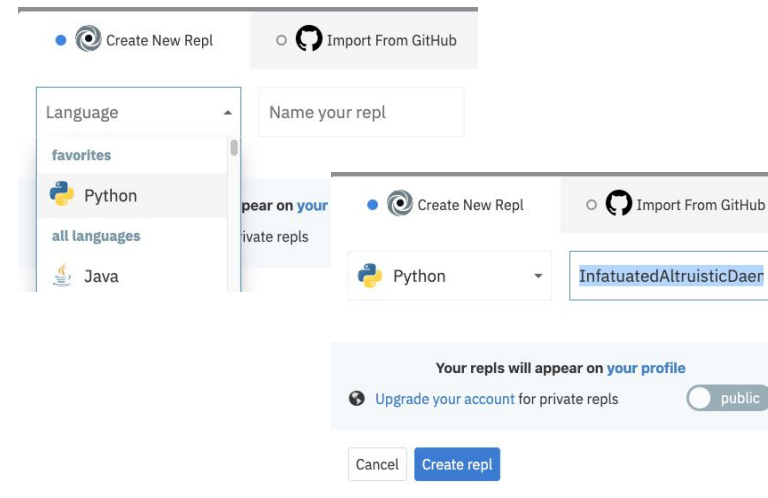 Create New Repl
Import From GitHub
Language
Name your repl
favorites
Python
all languages
Java
pear on your
ivate repls
Create New Repl
Import From GitHub
Python
InfatuatedAltruisticDaer
Your repls will appear on your profile
Upgrade your account for private repls
public
Cancel
Create repl